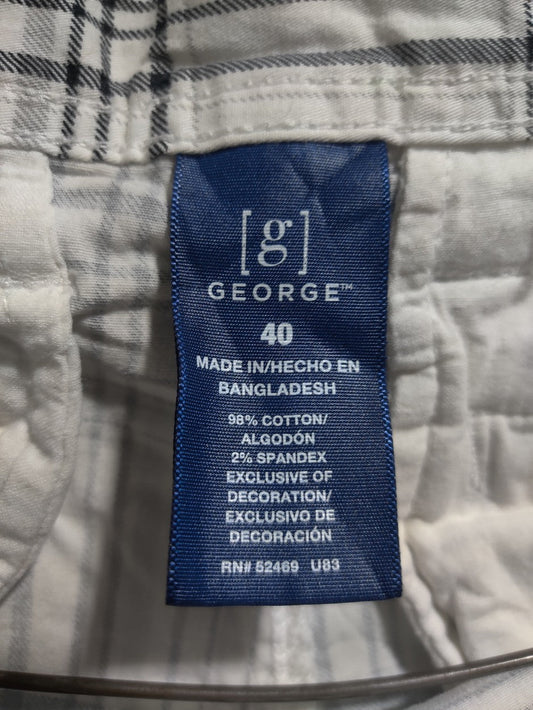 [g]
GEORGE™
40
MADE IN/HECHO EN
BANGLADESH
98% COTTON/
ALGODÓN
2% SPANDEX
EXCLUSIVE OF
DECORATION/
EXCLUSIVO DE
DECORACIÓN
RN# 52469 U83